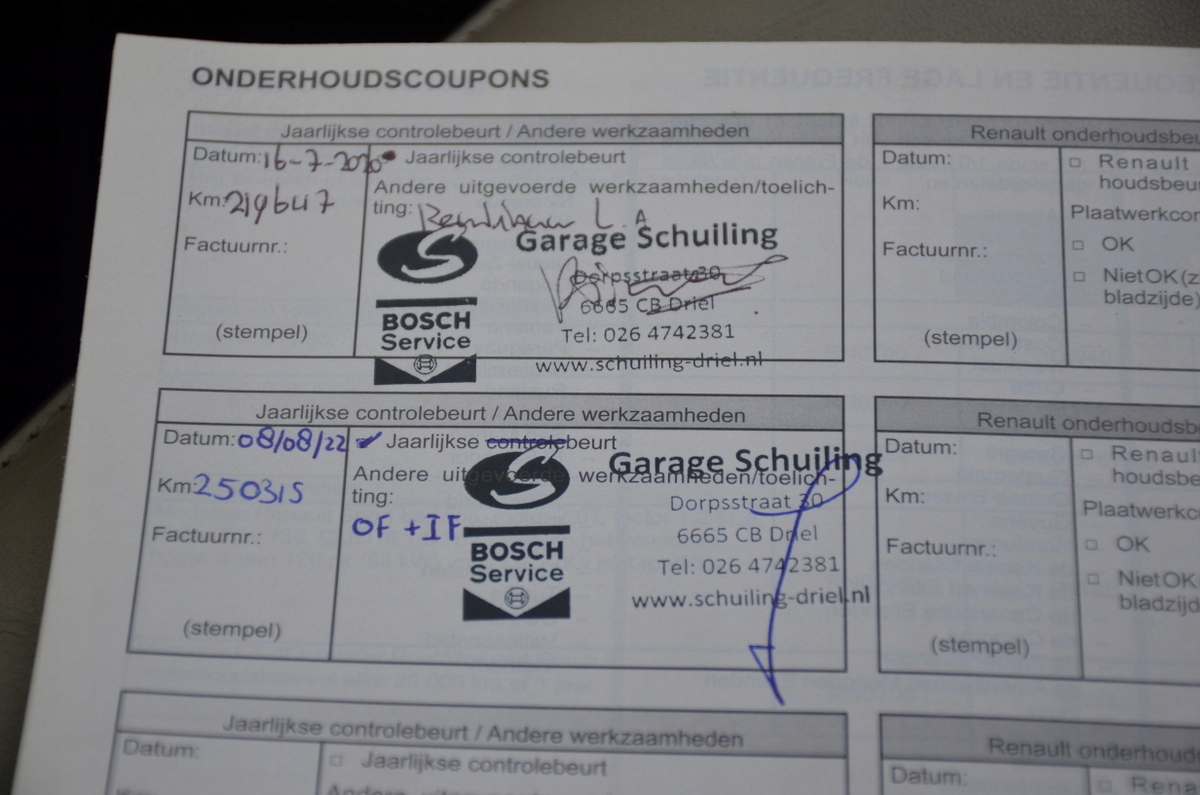 ONDERHOUDSCOUPONS
Jaarlijkse controlebeurt / Andere werkzaamheden
Datum: 16-7-2020 Jaarlijkse controlebeurt
Km: 219647
Andere uitgevoerde werkzaamheden/toelich-
ting:
L.A
Factuurnr.:
(stempel)
BOSCH
Service
Garage Schuiling
Dorpsstraat 30
6665 CB Driel
Tel: 026 4742381
www.schuiling-driel.nl
Renault onderhoudsbeu
Datum:
Km:
Factuurnr.:
(stempel)
Renault
houdsbeur
Plaatwerkcon
OK
Niet OK (z
bladzijde)
Jaarlijkse controlebeurt / Andere werkzaamheden
Datum: 08/08/22 Jaarlijkse controlebeurt
Km: 250315
Andere uitgevoerde werkzaamheden/toelich-
ting:
OF + IF
Factuurnr.:
(stempel)
BOSCH
Service
Garage Schuiling
Dorpsstraat 30
6665 CB Driel
Tel: 026 4742381
www.schuiling-driel.nl
Renault onderhoudsbe
Datum:
Km:
Factuurnr.:
(stempel)
Renault
houdsbeu
Plaatwerkco
OK
Niet OK
bladzijd
Jaarlijkse controlebeurt / Andere werkzaamheden
Datum:
Jaarlijkse controlebeurt
Renault onderhouds
Datum:
Rena